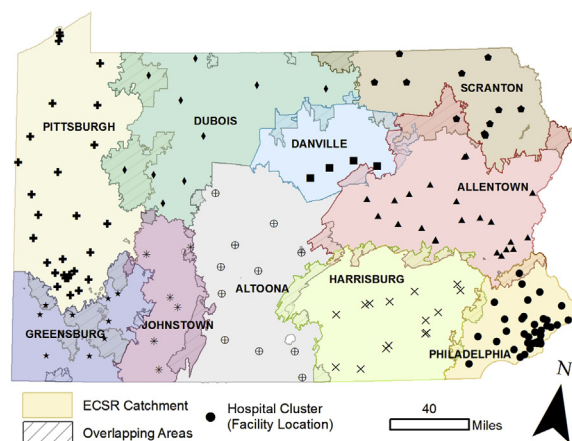 SCRANTON
PITTSBURGH
DUBOIS
DANVILLE
ALLENTOWN
HARRISBURG
ALTOONA
JOHNSTOWN
GREENSBURG
PHILADELPHIA
N
ECSR Catchment
Overlapping Areas
Hospital Cluster
(Facility Location)
40
Miles